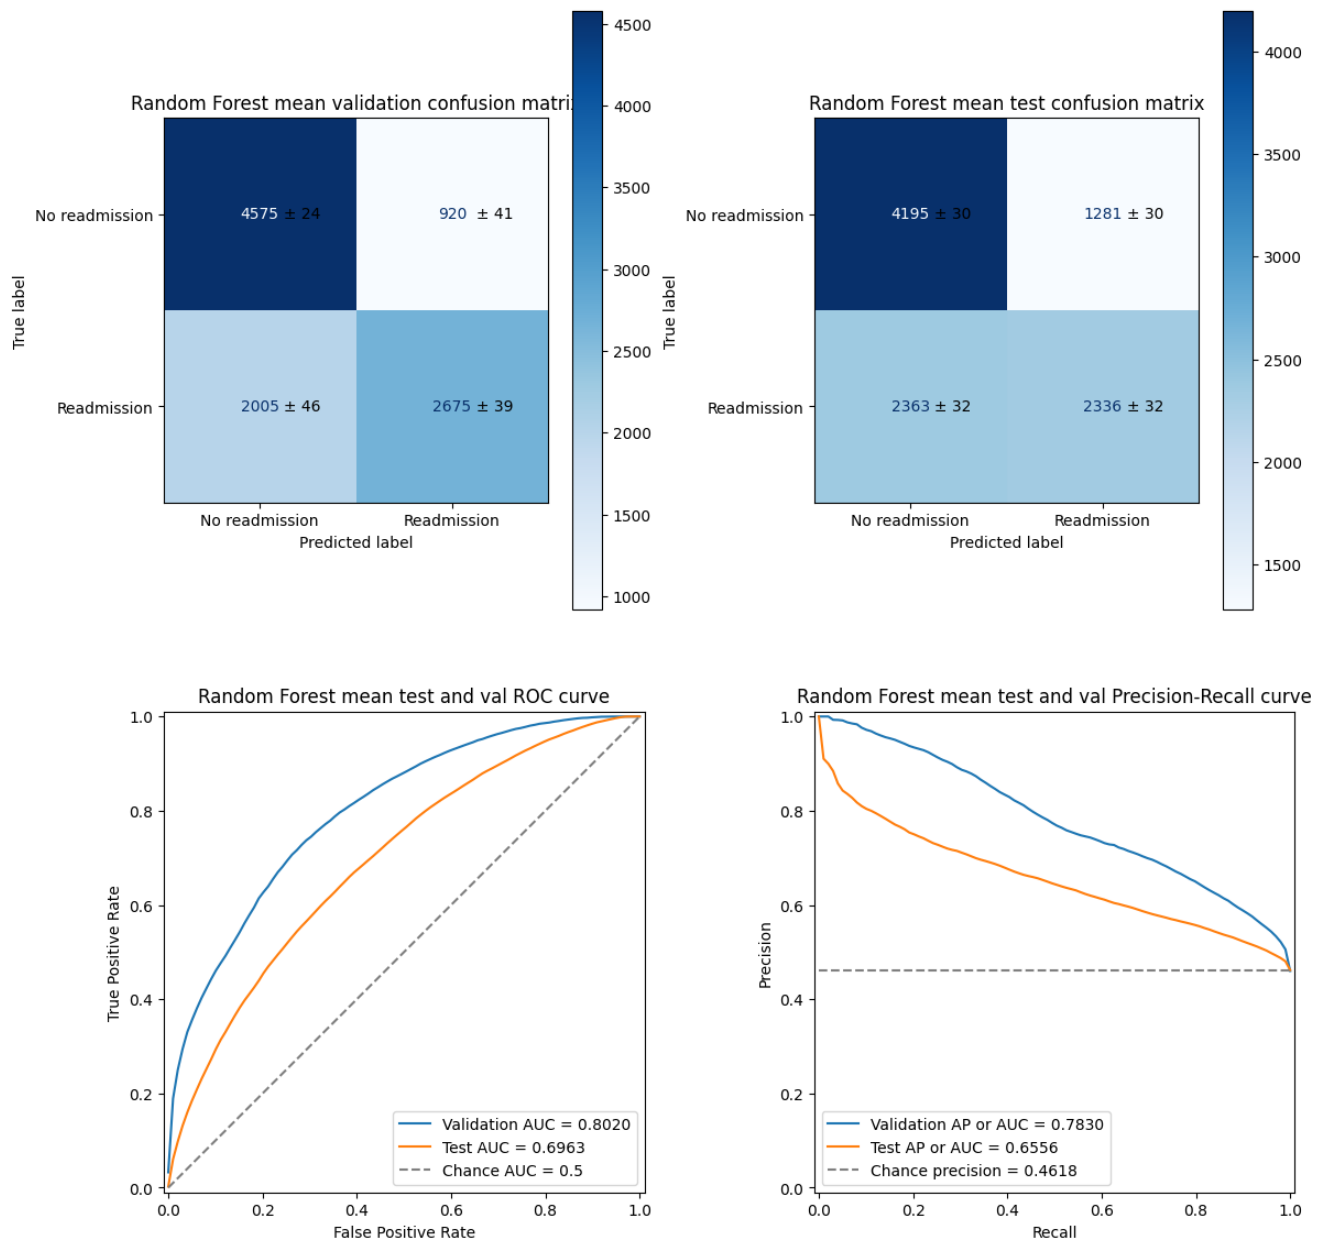 Random Forest mean validation confusion matrix
True label
No readmission
Readmission
4575 ± 24
920 ± 41
2005 ± 46
2675 ± 39
No readmission
Readmission
Predicted label
4500
4000
3500
3000
2500
2000
1500
1000
Random Forest mean test confusion matrix
True label
No readmission
Readmission
4195 ± 30
1281 ± 30
2363 ± 32
2336 ± 32
No readmission
Readmission
Predicted label
4000
3500
3000
2500
2000
1500
Random Forest mean test and val ROC curve
True Positive Rate
1.0
0.8
0.6
0.4
0.2
0.0
Validation AUC = 0.8020
Test AUC = 0.6963
Chance AUC = 0.5
0.0 0.2 0.4 0.6 0.8 1.0
False Positive Rate
Random Forest mean test and val Precision-Recall curve
Precision
1.0
0.8
0.6
0.4
0.2
0.0
Validation AP or AUC = 0.7830
Test AP or AUC = 0.6556
Chance precision = 0.4618
0.0 0.2 0.4 0.6 0.8 1.0
Recall